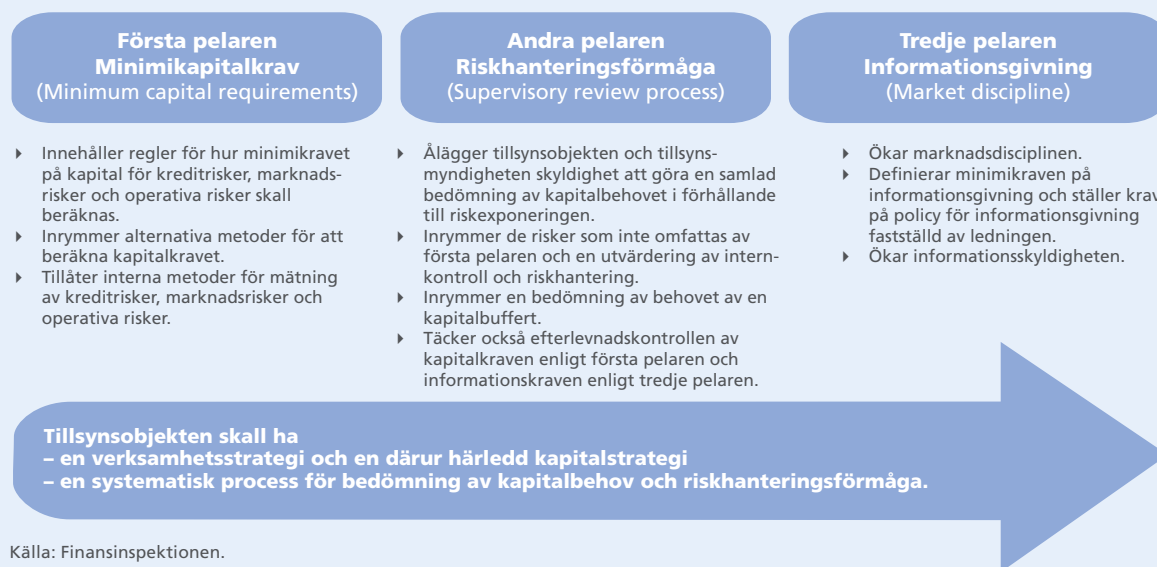 Första pelaren
Minimikapitalkrav
(Minimum capital requirements)
▸ Innehåller regler för hur minimikravet
på kapital för kreditrisker, marknads-
risker och operativa risker skall
beräknas.
▸ Inrymmer alternativa metoder för att
beräkna kapitalkravet.
▸ Tillåter interna metoder för mätning
av kreditrisker, marknadsrisker och
operativa risker.
Andra pelaren
Riskhanteringsförmåga
(Supervisory review process)
▸ Ålägger tillsynsobjekten och tillsyns-
myndigheten skyldighet att göra en samlad
bedömning av kapitalbehovet i förhållande
till riskexponeringen.
▸ Inrymmer de risker som inte omfattas av
första pelaren och en utvärdering av intern-
kontroll och riskhantering.
▸ Inrymmer en bedömning av behovet av en
kapitalbuffert.
▸ Täcker också efterlevnadskontrollen av
kapitalkraven enligt första pelaren och
informationskraven enligt tredje pelaren.
Tredje pelaren
Informationsgivning
(Market discipline)
▸ Ökar marknadsdisciplinen.
▸ Definierar minimikraven på
informationsgivning och ställer krav
på policy för informationsgivning
fastställd av ledningen.
▸ Ökar informationsskyldigheten.
Tillsynsobjekten skall ha
– en verksamhetsstrategi och en därur härledd kapitalstrategi
– en systematisk process för bedömning av kapitalbehov och riskhanteringsförmåga.
Källa: Finansinspektionen.